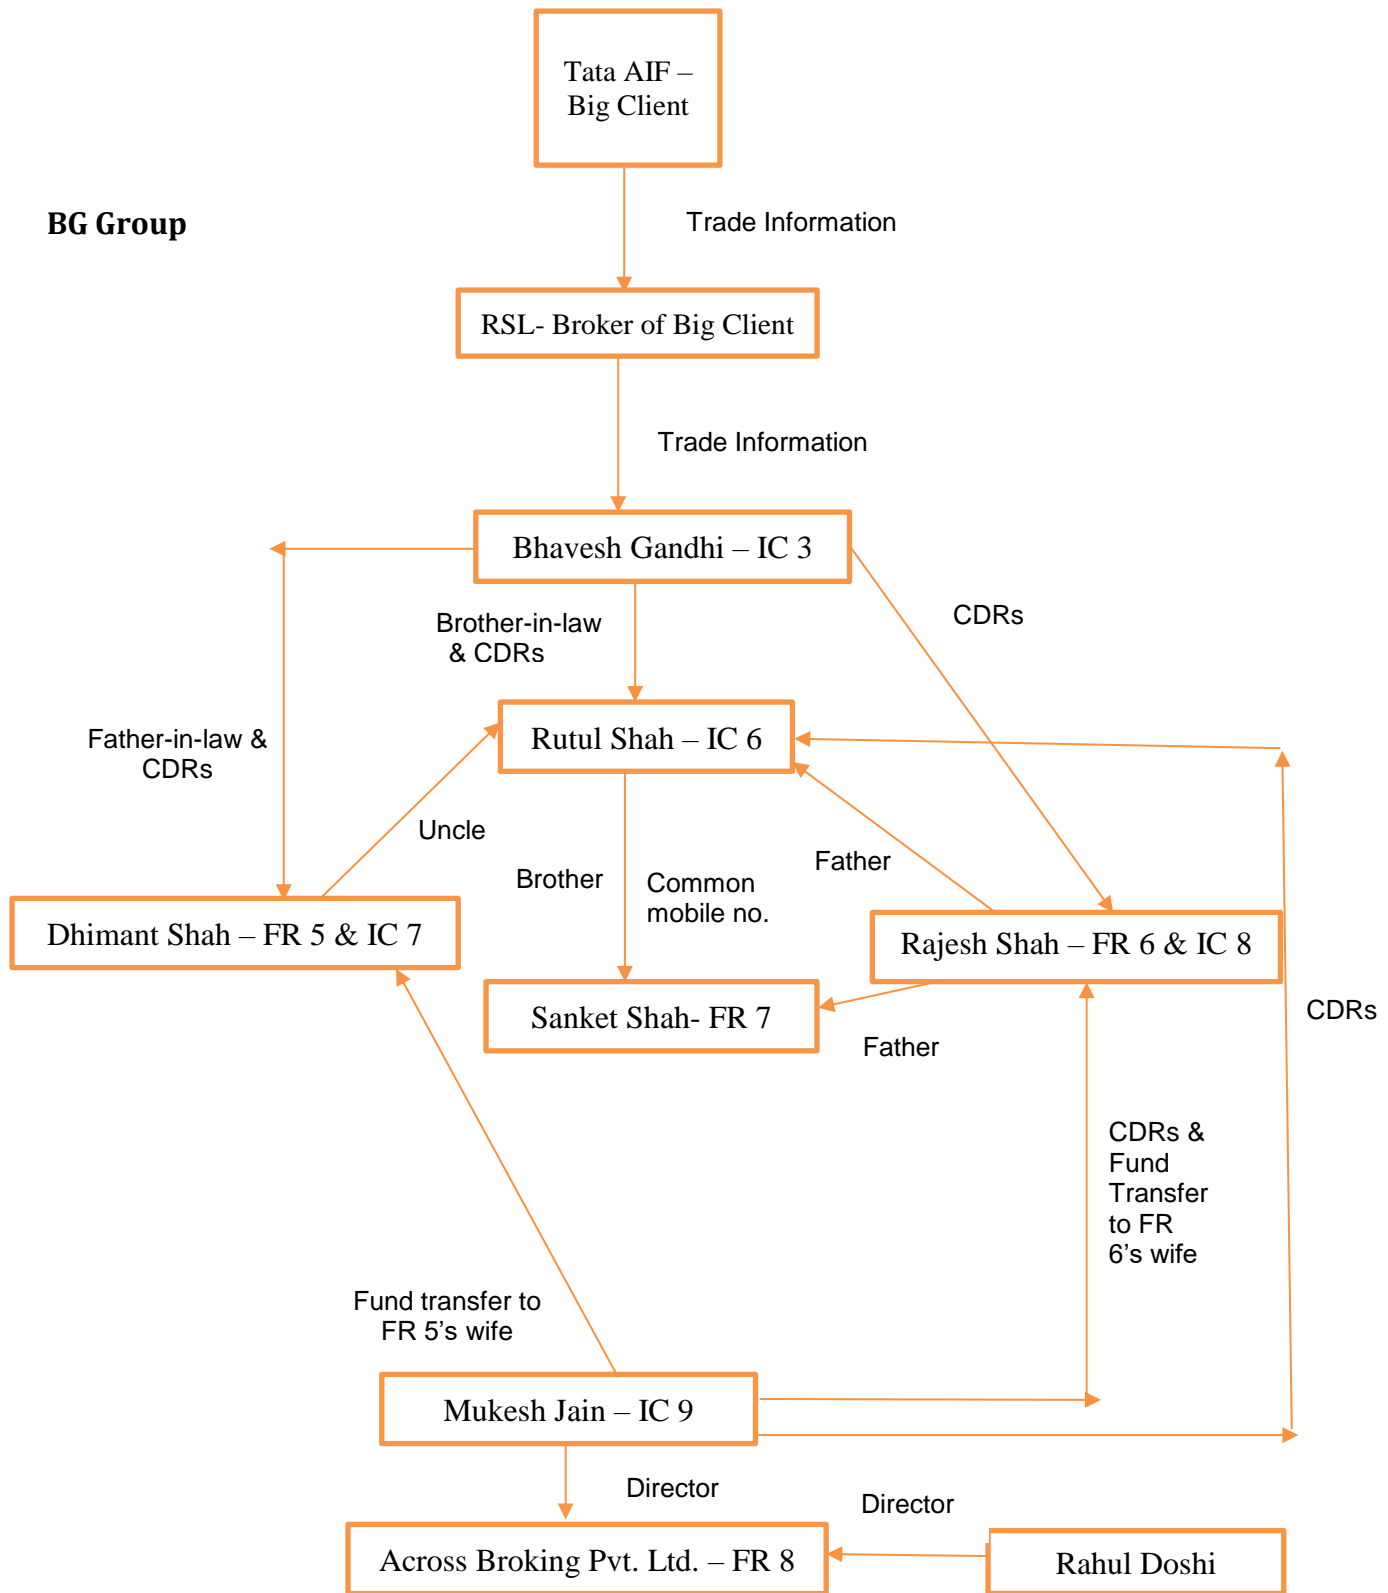 Tata AIF –
Big Client
BG Group
Trade Information
RSL- Broker of Big Client
Trade Information
Bhavesh Gandhi – IC 3
CDRs
Brother-in-law
& CDRs
Father-in-law &
CDRs
Rutul Shah – IC 6
Uncle
Father
Brother
Common
mobile no.
Dhimant Shah – FR 5 & IC 7
Rajesh Shah – FR 6 & IC 8
Sanket Shah- FR 7
CDRs
Father
CDRs &
Fund
Transfer
to FR
6’s wife
Fund transfer to
FR 5’s wife
Mukesh Jain – IC 9
Director
Director
Across Broking Pvt. Ltd. – FR 8
Rahul Doshi